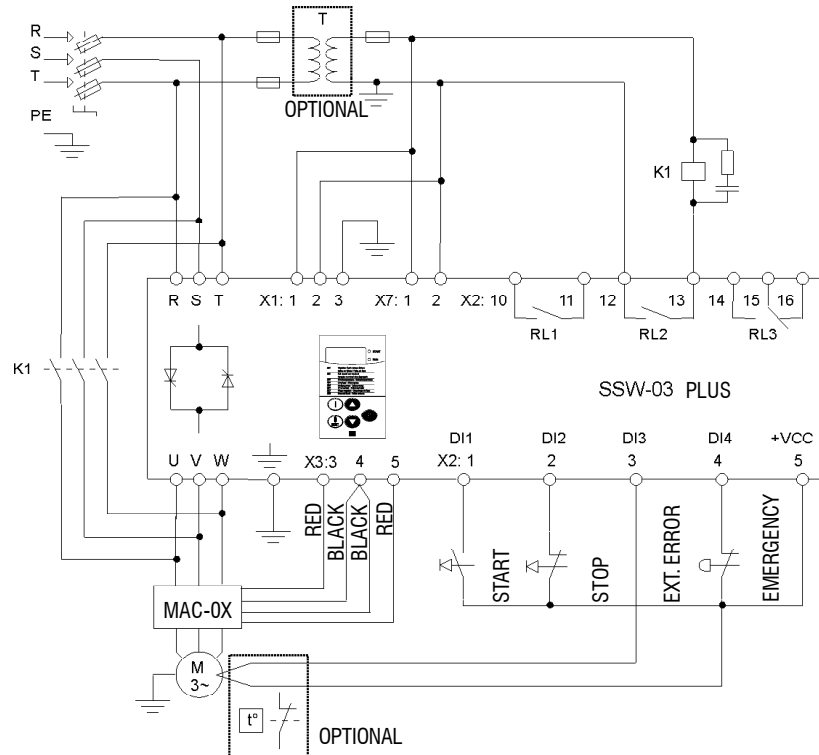 R
S
T
PE
T
OPTIONAL
K1
R S T X1: 1 2 3 X7: 1 2 X2: 10 11 12 13 14 15 16
RL1 RL2 RL3
K1
SSW-03 PLUS
DI1 DI2 DI3 DI4 +VCC
U V W X3:3 4 5 X2: 1 2 3 4 5
RED
BLACK
BLACK
RED
START
STOP
EXT. ERROR
EMERGENCY
MAC-0X
M
3~
t°
OPTIONAL